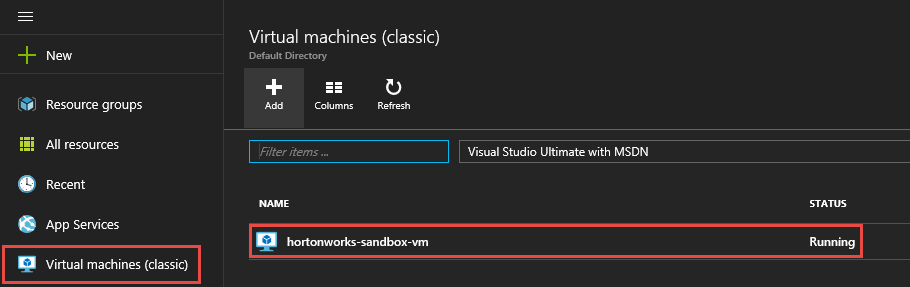 New
Resource groups
All resources
Recent
App Services
Virtual machines (classic)
Virtual machines (classic)
Default Directory
Add Columns Refresh
Filter items ... Visual Studio Ultimate with MSDN
NAME STATUS
hortonworks-sandbox-vm Running